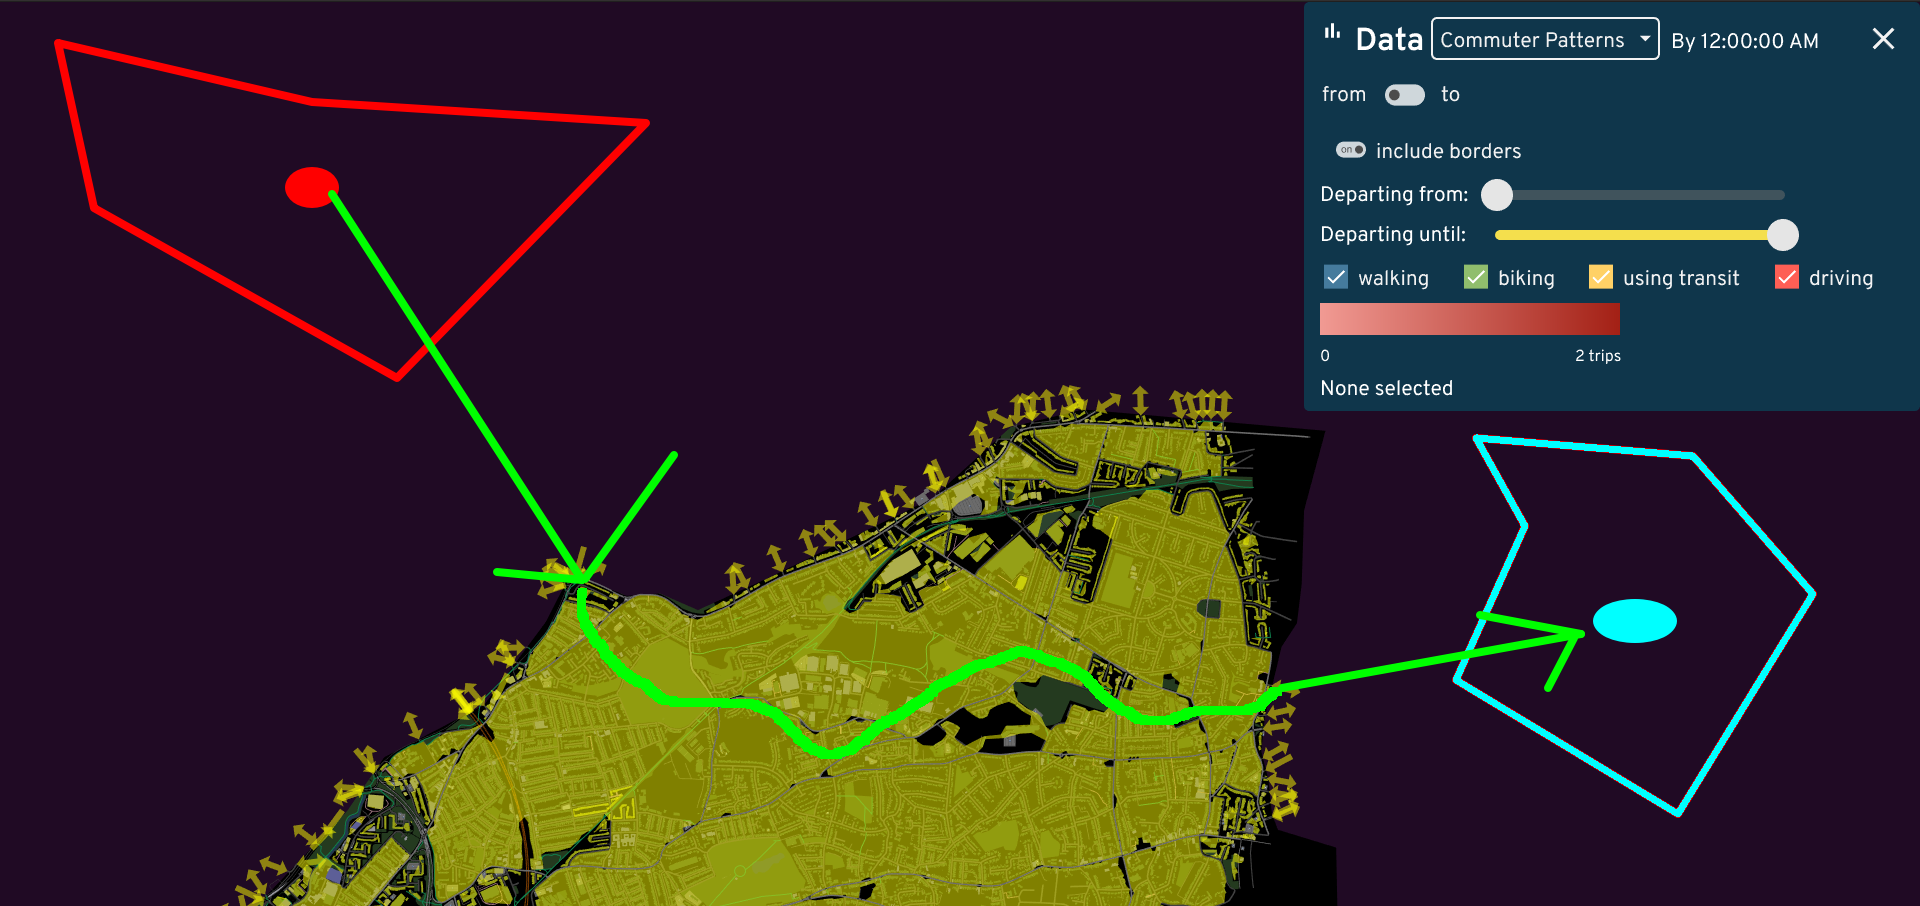 Data Commuter Patterns By 12:00:00 AM
from to
on include borders
Departing from:
Departing until:
walking biking using transit driving
0 2 trips
None selected